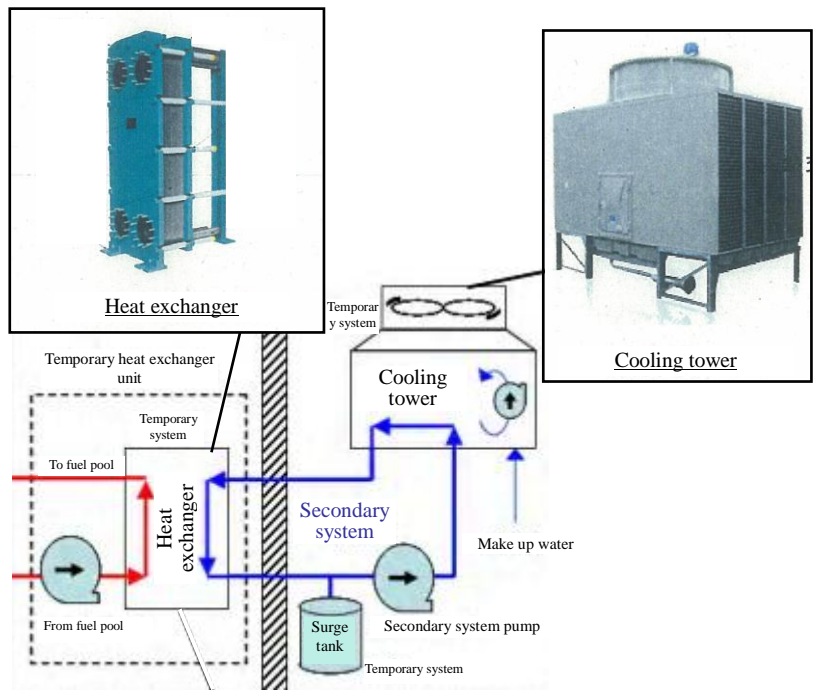 Heat exchanger
Cooling tower
Temporar
y system
Temporary heat exchanger
unit
Cooling
tower
Temporary
system
To fuel pool
Heat
exchanger
Secondary
system
Make up water
From fuel pool
Surge
tank
Secondary system pump
Temporary system